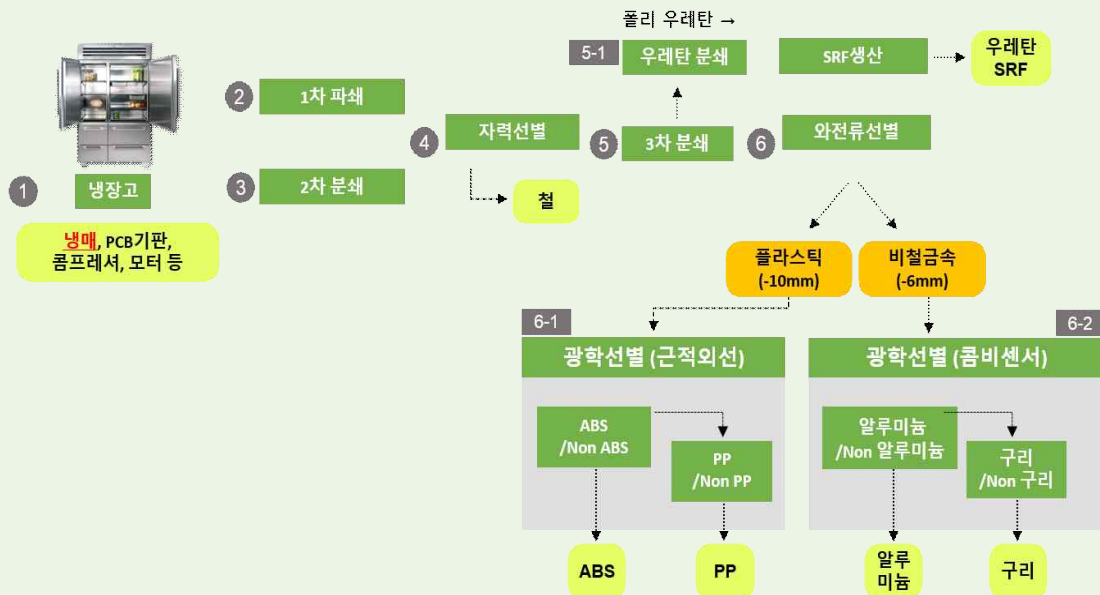 폴리 우레탄 →
5-1
우레탄 분쇄
SRF생산
우레탄
SRF
2
1차 파쇄
4
자력선별
5
3차 분쇄
6
와전류선별
1
냉장고
3
2차 분쇄
철
냉매, PCB기판,
콤프레셔, 모터 등
플라스틱
(-10mm)
비철금속
(-6mm)
6-1
6-2
광학선별 (근적외선)
광학선별 (콤비센서)
ABS
/Non ABS
PP
/Non PP
알루미늄
/Non 알루미늄
구리
/Non 구리
ABS
PP
알루
미늄
구리